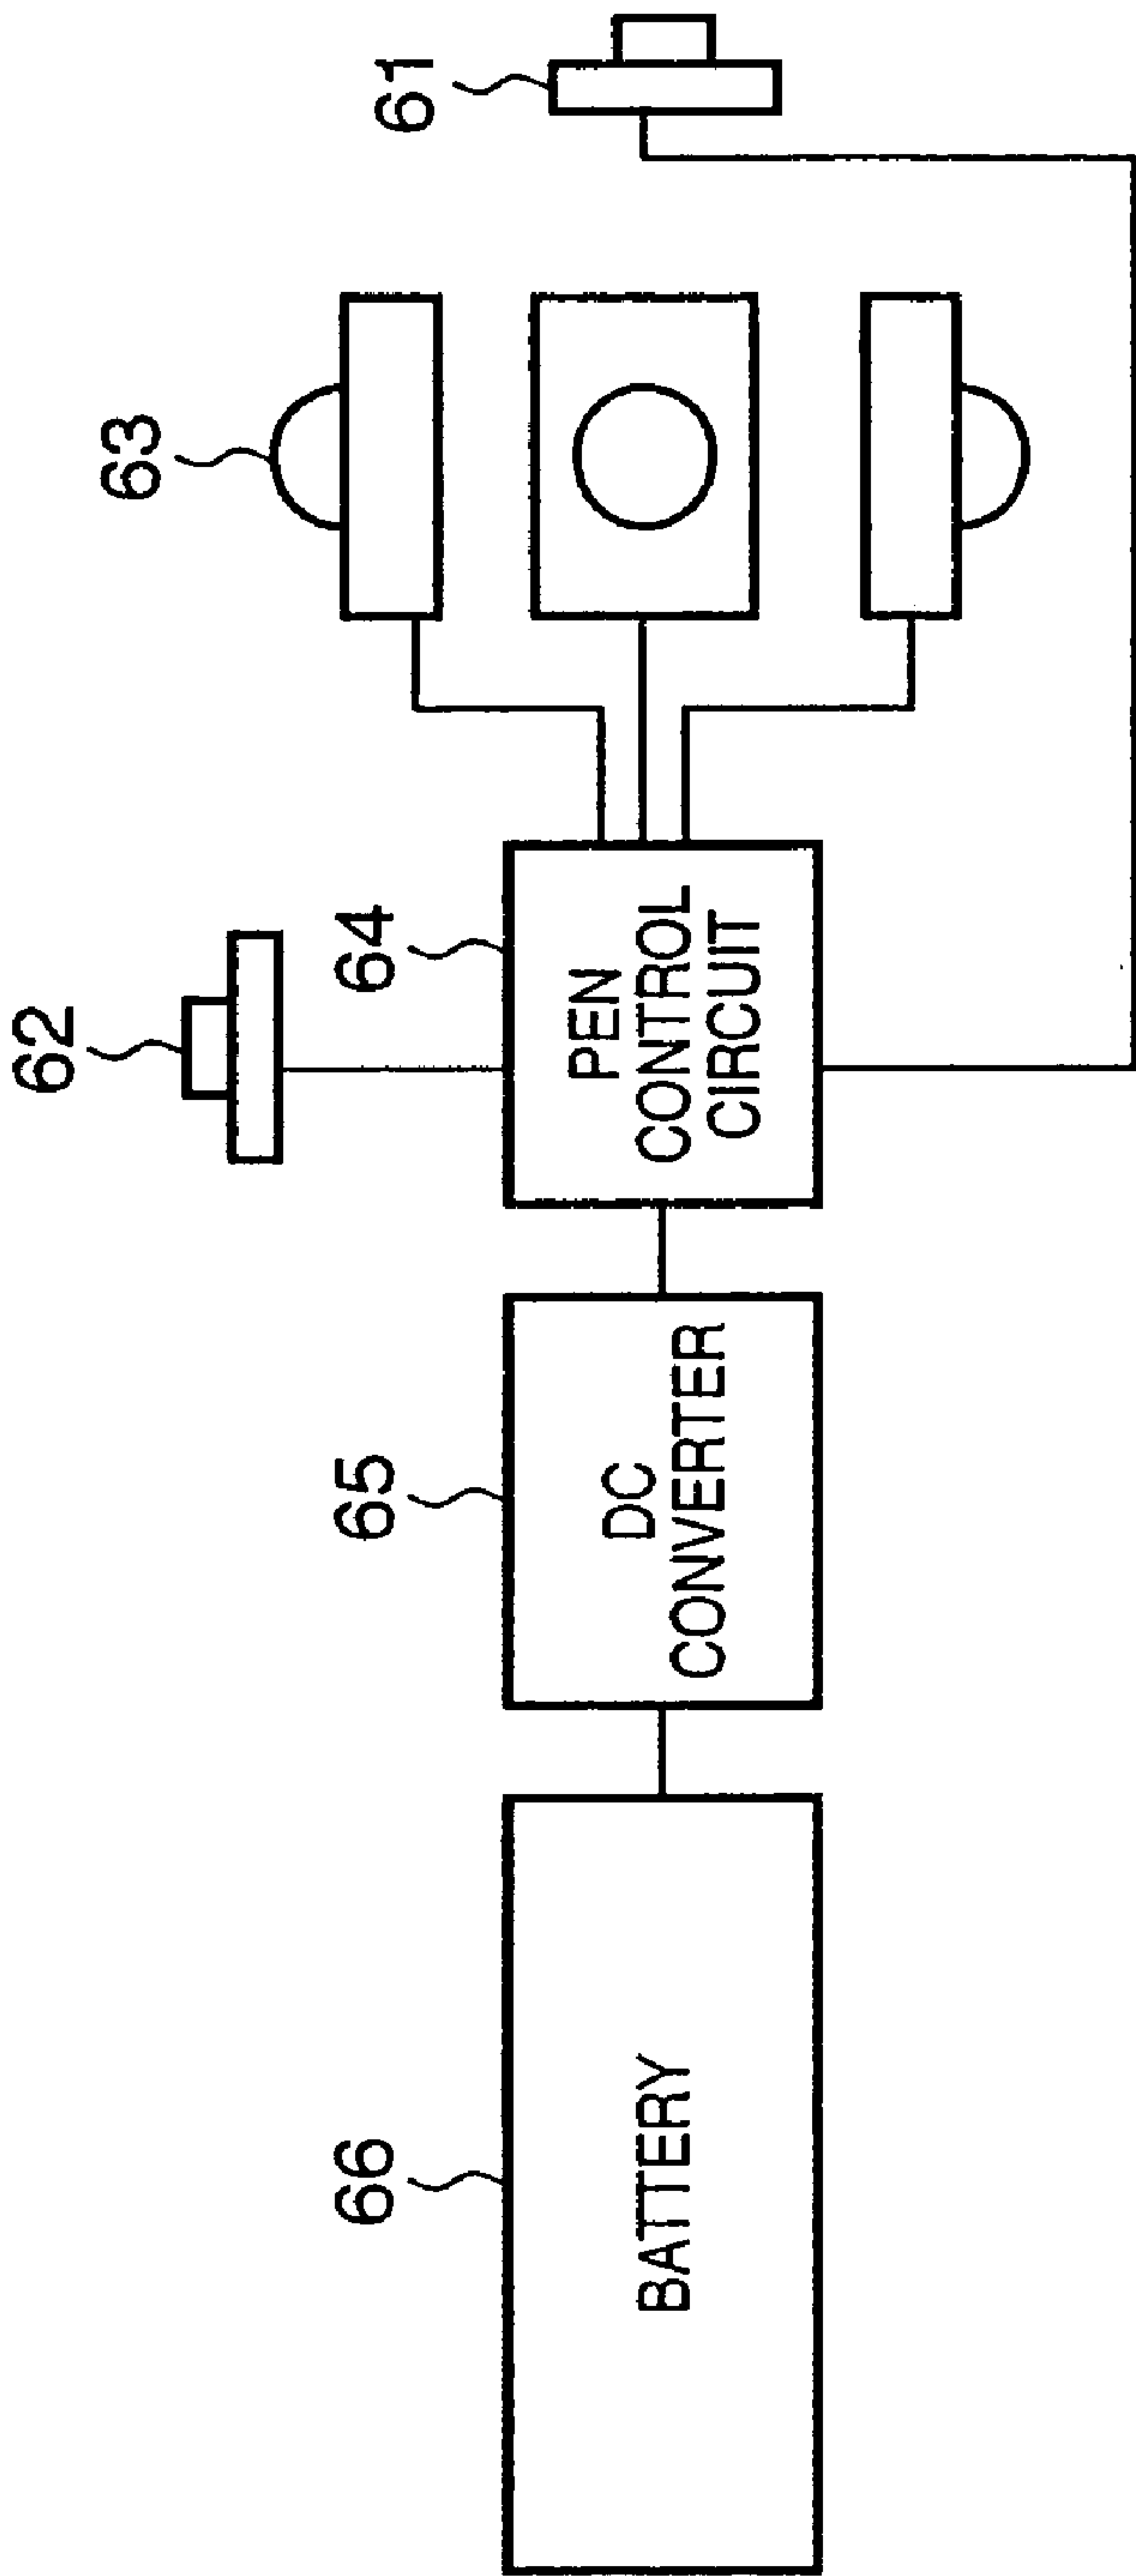 61
63
62
64
PEN
CONTROL
CIRCUIT
65
DC
CONVERTER
66
BATTERY